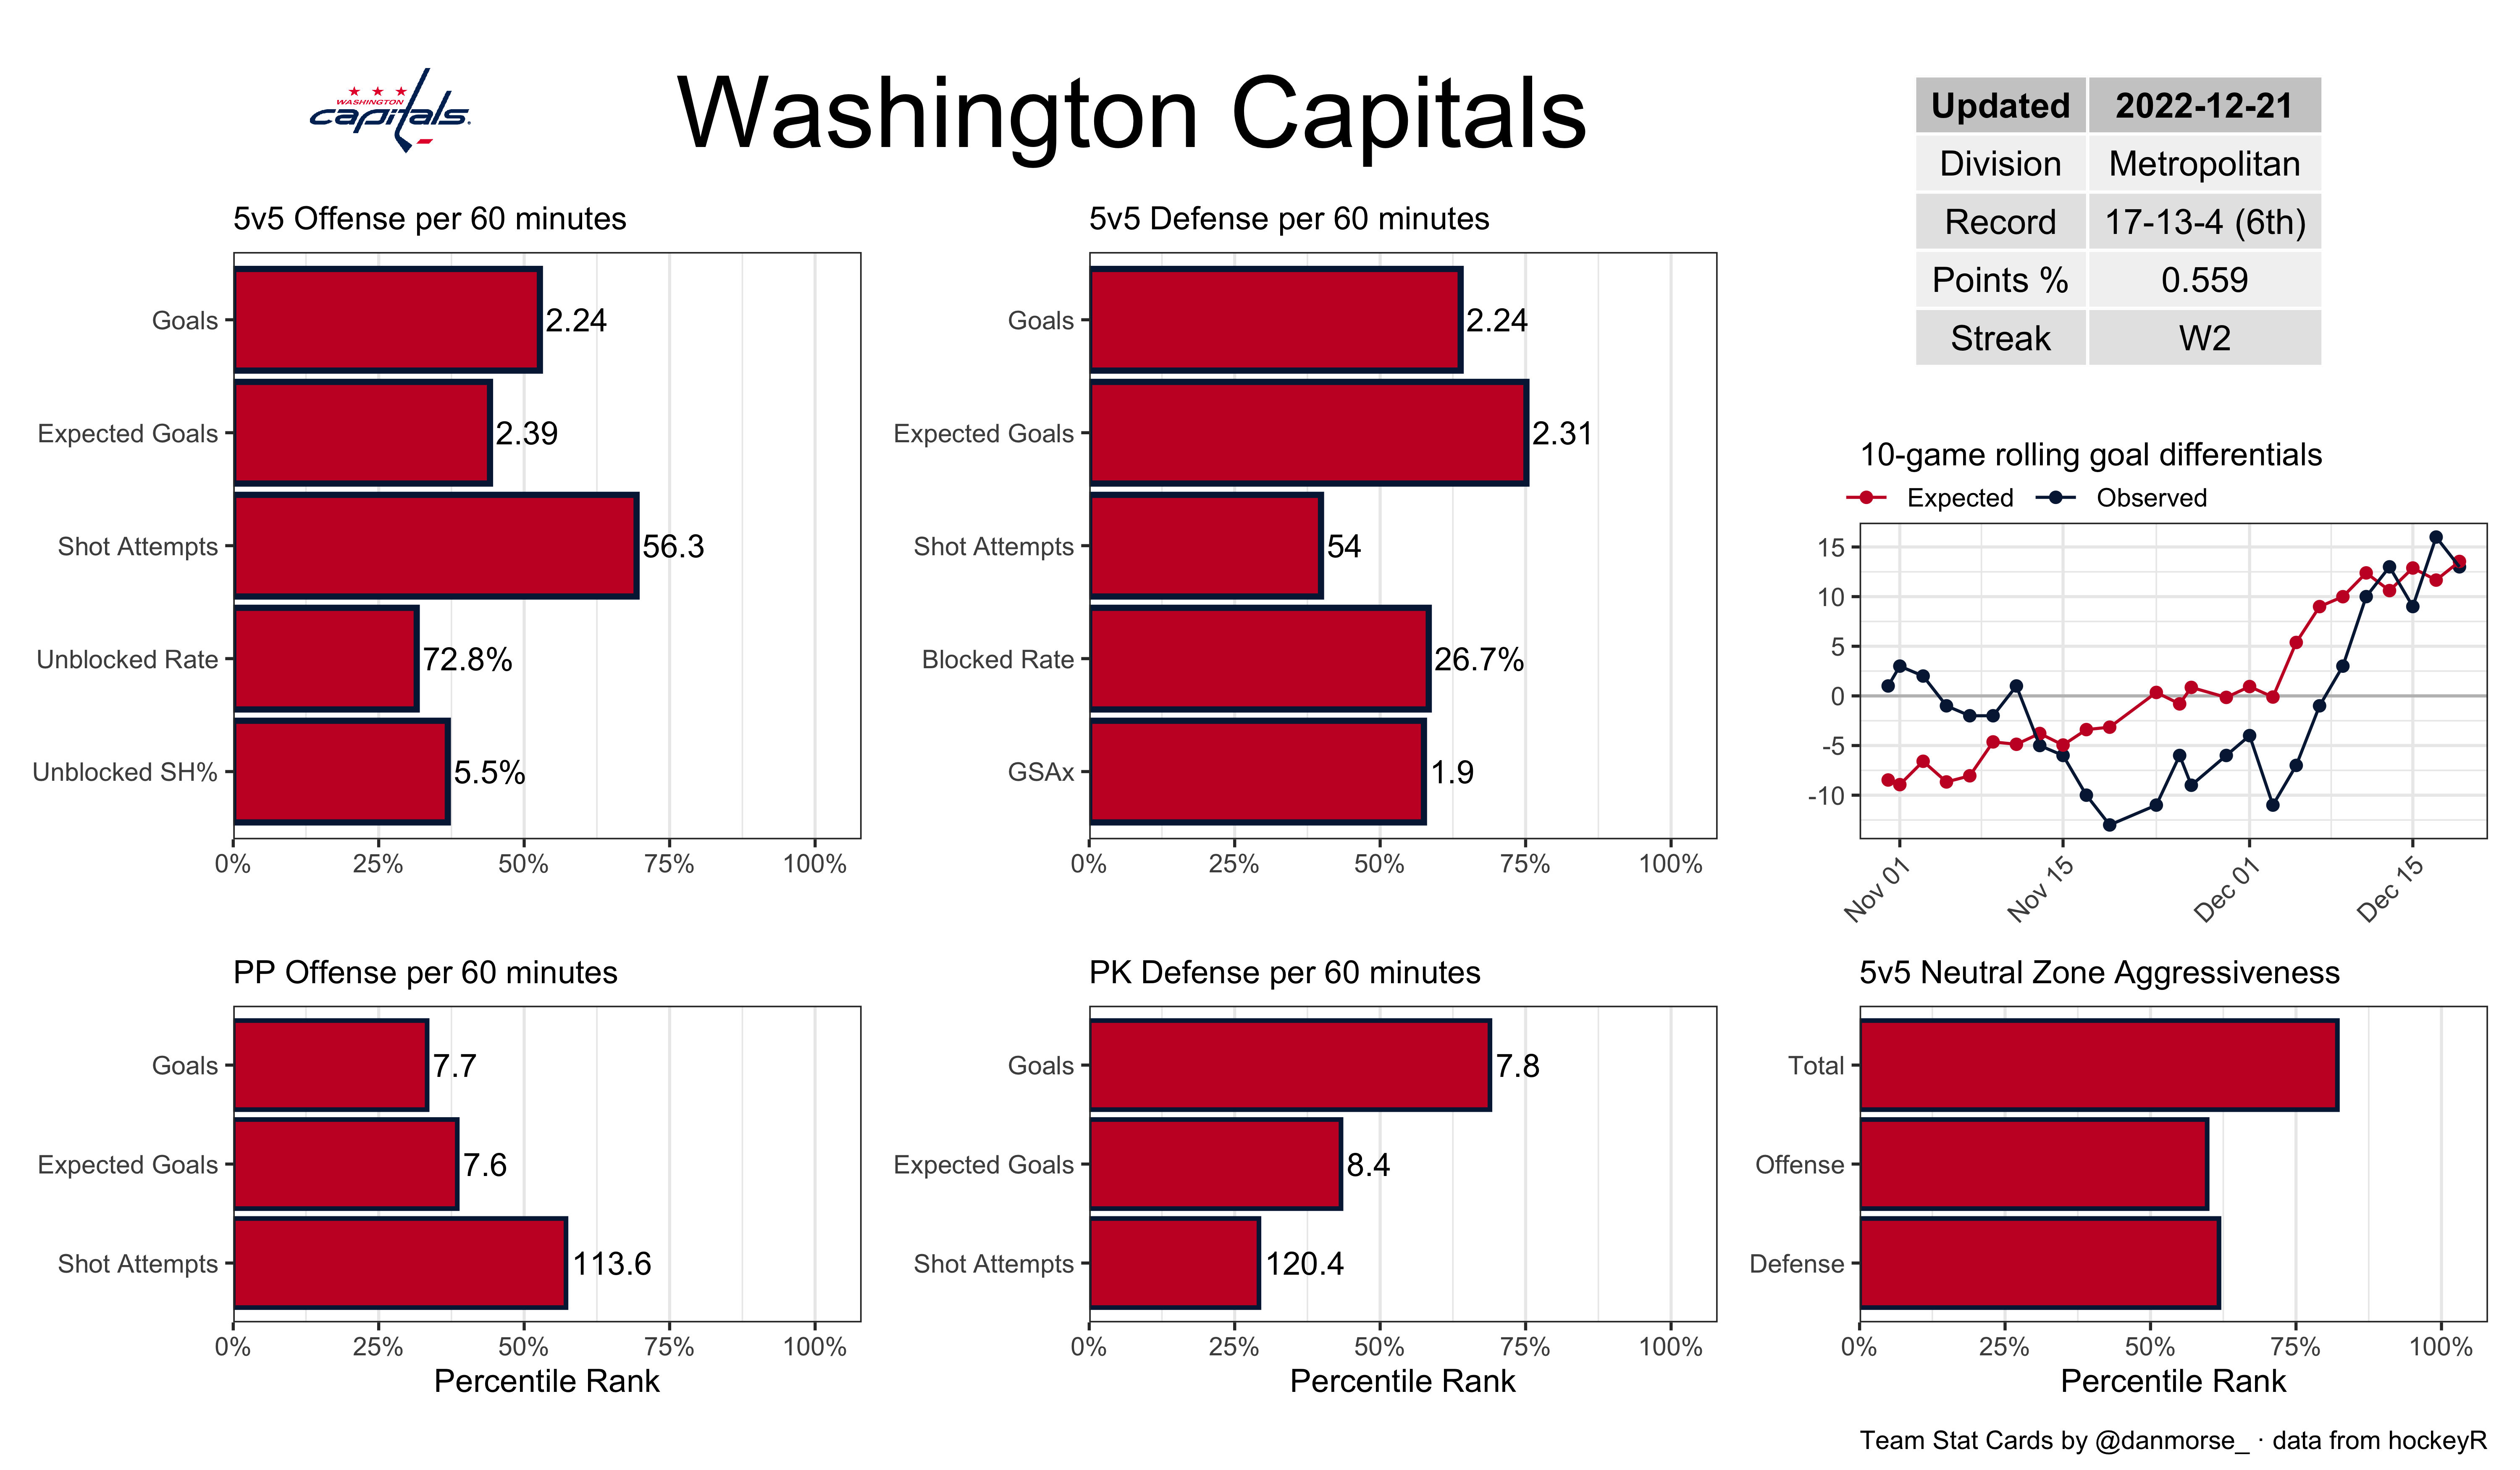 WASHINGTON
capitals.
Washington Capitals
Updated 2022-12-21
Division Metropolitan
Record 17-13-4 (6th)
Points % 0.559
Streak W2
5v5 Offense per 60 minutes
Goals 2.24
Expected Goals 2.39
Shot Attempts 56.3
Unblocked Rate 72.8%
Unblocked SH% 5.5%
0% 25% 50% 75% 100%
5v5 Defense per 60 minutes
Goals 2.24
Expected Goals 2.31
Shot Attempts 54
Blocked Rate 26.7%
GSAx 1.9
0% 25% 50% 75% 100%
10-game rolling goal differentials
Expected Observed
15
10
5
0
-5
-10
Nov 01 Nov 15 Dec 01 Dec 15
PP Offense per 60 minutes
Goals 7.7
Expected Goals 7.6
Shot Attempts 113.6
0% 25% 50% 75% 100%
Percentile Rank
PK Defense per 60 minutes
Goals 7.8
Expected Goals 8.4
Shot Attempts 120.4
0% 25% 50% 75% 100%
Percentile Rank
5v5 Neutral Zone Aggressiveness
Total
Offense
Defense
0% 25% 50% 75% 100%
Percentile Rank
Team Stat Cards by @danmorse_ · data from hockeyR